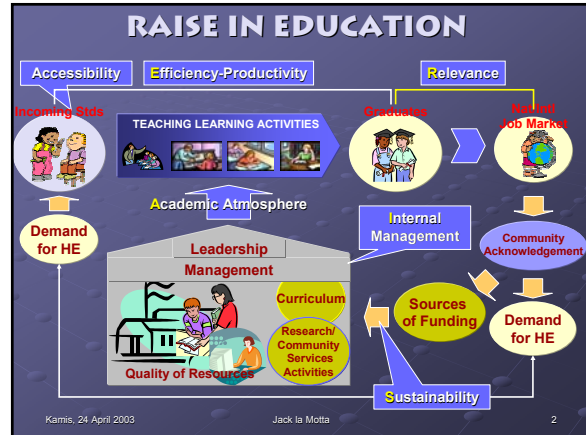 RAISE IN EDUCATION
Accessibility
Efficiency-Productivity
Relevance
Incoming Stds
TEACHING LEARNING ACTIVITIES
Graduates
Nat/Intl
Job Market
Academic Atmosphere
Internal
Management
Demand
for HE
Leadership
Management
Community
Acknowledgement
Curriculum
Sources
of Funding
Demand
for HE
Research/
Community
Services
Activities
Quality of Resources
Sustainability
Kamis, 24 April 2003
Jack la Motta
2